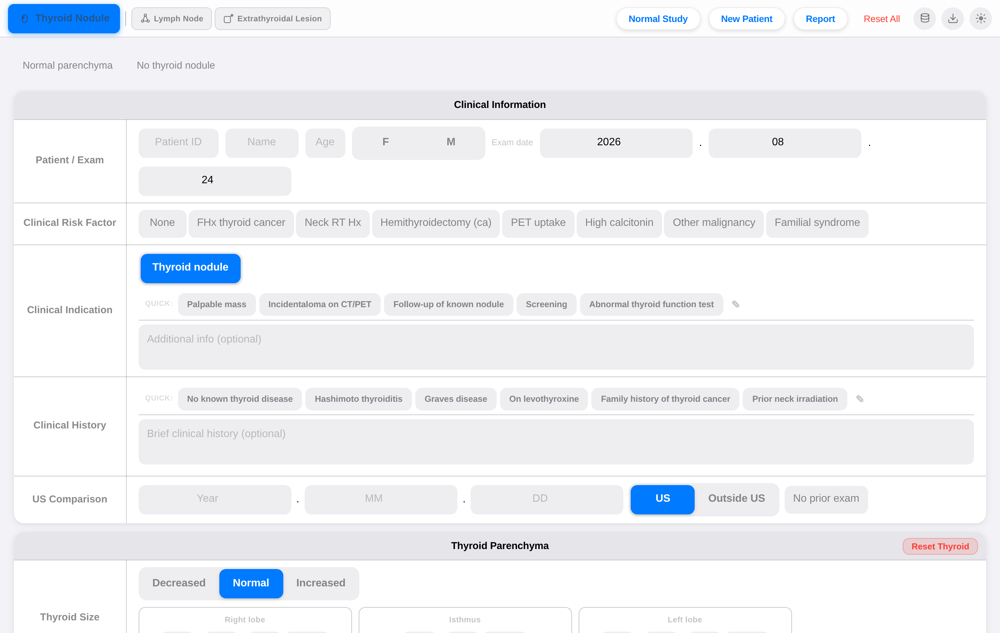 Thyroid Nodule Lymph Node Extrathyroidal Lesion Normal Study New Patient Report Reset All
Normal parenchyma No thyroid nodule
Clinical Information
Patient / Exam
Patient ID Name Age F M Exam date 2026 . 08 .
24
Clinical Risk Factor
None FHx thyroid cancer Neck RT Hx Hemithyroidectomy (ca) PET uptake High calcitonin Other malignancy Familial syndrome
Clinical Indication
Thyroid nodule
QUICK: Palpable mass Incidentaloma on CT/PET Follow-up of known nodule Screening Abnormal thyroid function test ✎
Additional info (optional)
Clinical History
QUICK: No known thyroid disease Hashimoto thyroiditis Graves disease On levothyroxine Family history of thyroid cancer Prior neck irradiation ✎
Brief clinical history (optional)
US Comparison
Year . MM . DD US Outside US No prior exam
Thyroid Parenchyma Reset Thyroid
Thyroid Size
Decreased Normal Increased
Right lobe Isthmus Left lobe